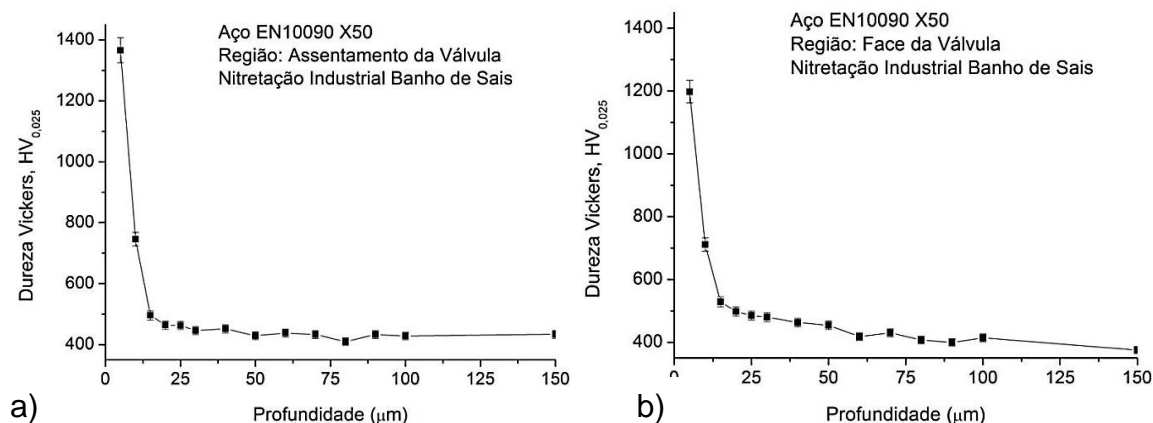 Aço EN10090 X50
Região: Assentamento da Válvula
Nitretação Industrial Banho de Sais
1400
1200
1000
800
600
400
Dureza Vickers, HV0,025
0 25 50 75 100 125 150
Profundidade (μm)
a)
Aço EN10090 X50
Região: Face da Válvula
Nitretação Industrial Banho de Sais
1400
1200
1000
800
600
400
Dureza Vickers, HV0,025
0 25 50 75 100 125 150
Profundidade (μm)
b)